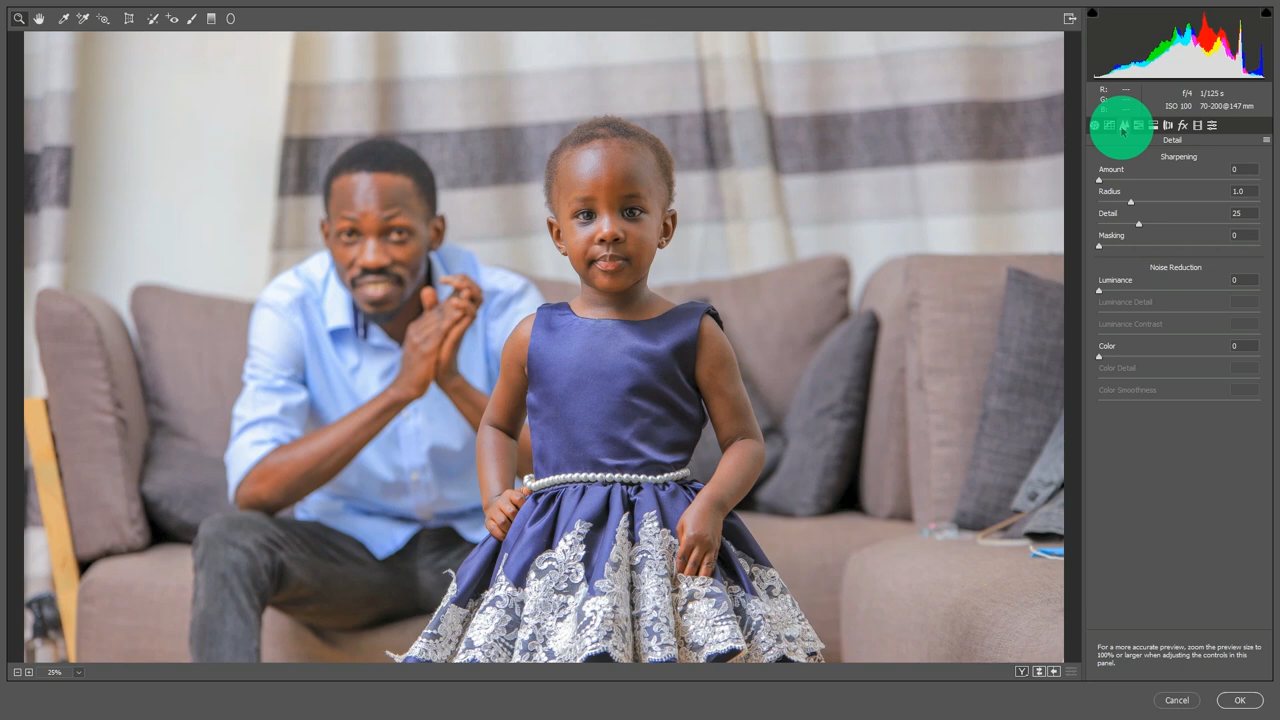 R: ---
G:
B: ---
f/4 1/125 s
ISO 100 70-200@147 mm
fx
Detail
Sharpening
Amount 0
Radius 1.0
Detail 25
Masking 0
Noise Reduction
Luminance 0
Luminance Detail
Luminance Contrast
Color 0
Color Detail
Color Smoothness
For a more accurate preview, zoom the preview size to
100% or larger when adjusting the controls in this
panel.
25%
Y
Cancel OK